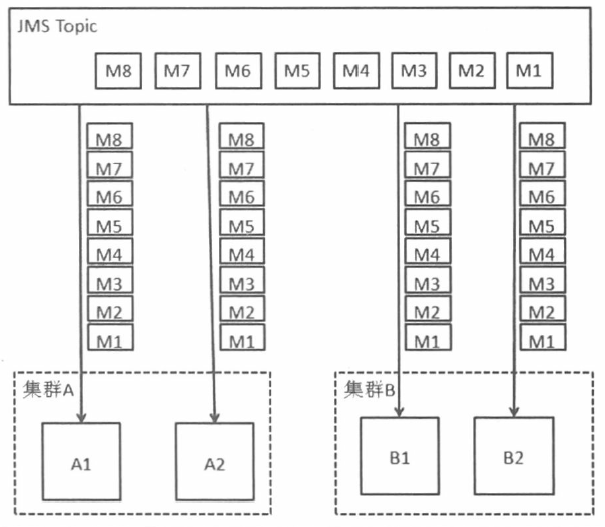 JMS Topic
M8 M7 M6 M5 M4 M3 M2 M1
M8 M8 M8 M8
M7 M7 M7 M7
M6 M6 M6 M6
M5 M5 M5 M5
M4 M4 M4 M4
M3 M3 M3 M3
M2 M2 M2 M2
M1 M1 M1 M1
集群A 集群B
A1 A2 B1 B2